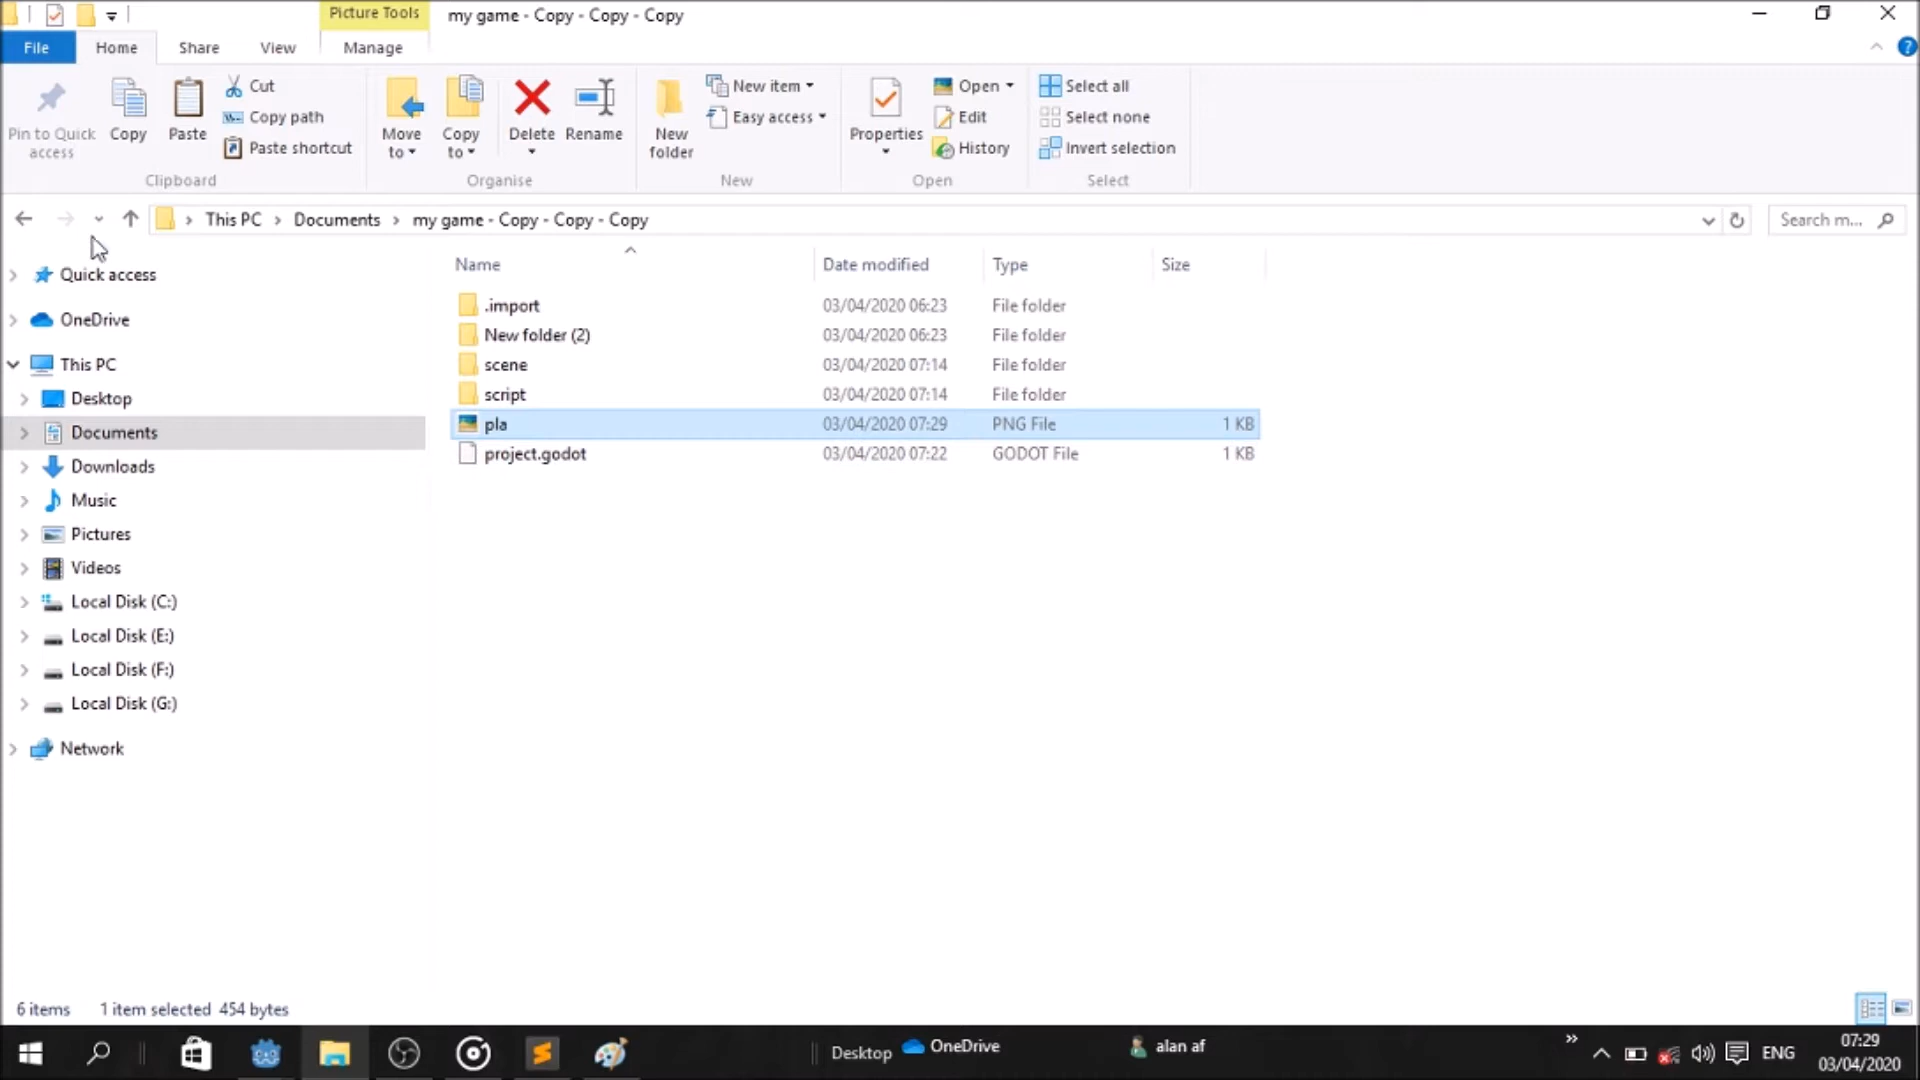 Picture Tools
my game - Copy - Copy - Copy
File
Home
Share
View
Manage
Pin to Quick access
Copy
Paste
Cut
Copy path
Paste shortcut
Clipboard
Move to
Copy to
Delete
Rename
Organise
New folder
New item
Easy access
New
Properties
Open
Edit
History
Open
Select all
Select none
Invert selection
Select
This PC > Documents > my game - Copy - Copy - Copy
Search m...
Quick access
OneDrive
This PC
Desktop
Documents
Downloads
Music
Pictures
Videos
Local Disk (C:)
Local Disk (E:)
Local Disk (F:)
Local Disk (G:)
Network
Name Date modified Type Size
.import 03/04/2020 06:23 File folder
New folder (2) 03/04/2020 06:23 File folder
scene 03/04/2020 07:14 File folder
script 03/04/2020 07:14 File folder
pla 03/04/2020 07:29 PNG File 1 KB
project.godot 03/04/2020 07:22 GODOT File 1 KB
6 items 1 item selected 454 bytes
Desktop
OneDrive
alan af
ENG
07:29
03/04/2020